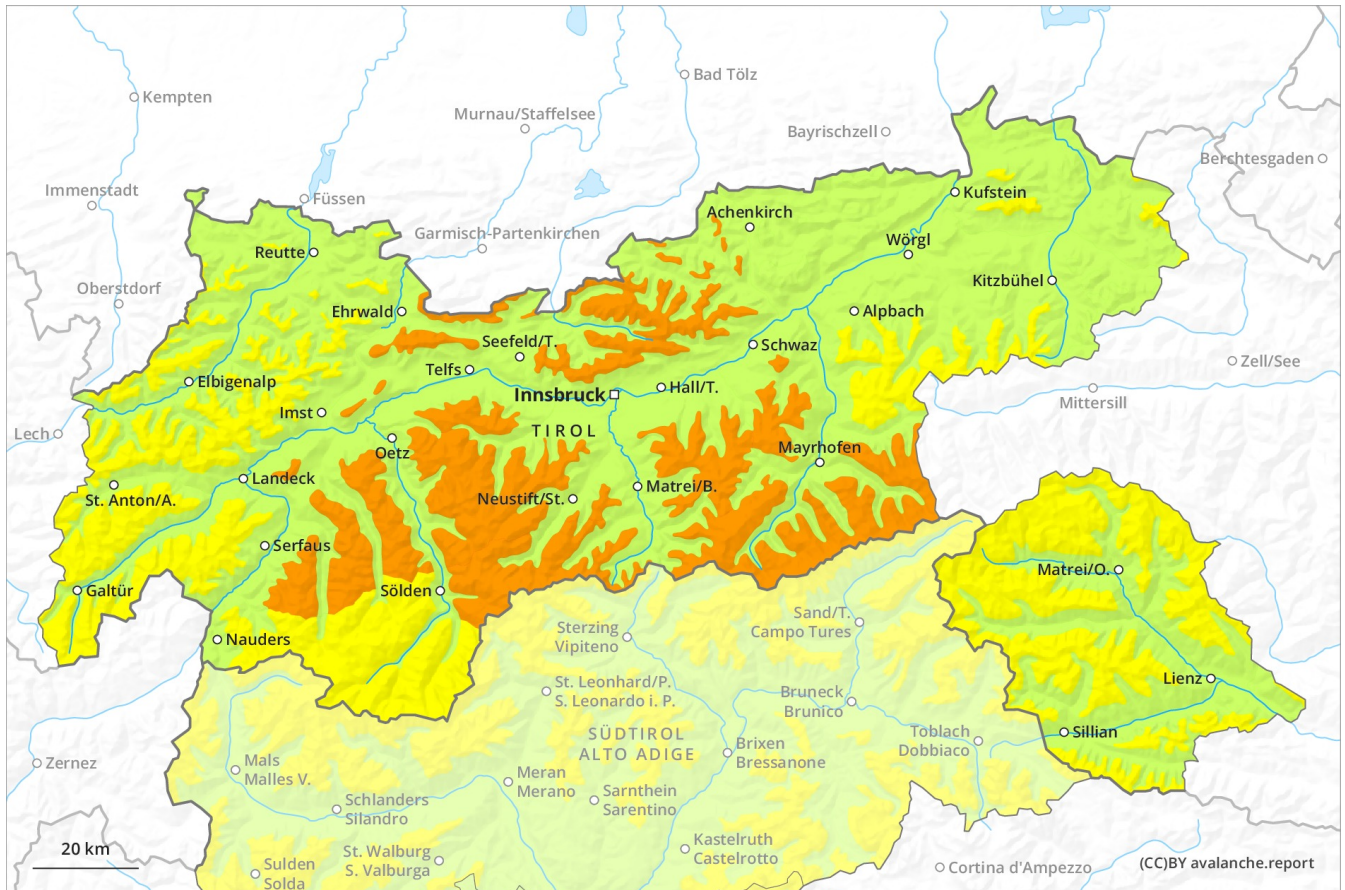 Bad Tölz
Kempten
Murnau/Staffelsee
Bayrischzell
Berchtesgaden
Immenstadt
Füssen
Kufstein
Achenkirch
Garmisch-Partenkirchen
Wörgl
Reutte
Kitzbühel
Oberstdorf
Ehrwald
Alpbach
Seefeld/T.
Schwaz
Zell/See
Telfs
Elbigenalp
Hall/T.
Innsbruck
Mittersill
Imst
TIROL
Lech
Mayrhofen
Oetz
Landeck
Matrei/B.
St. Anton/A.
Neustift/St.
Serfaus
Matrei/O.
Galtür
Sölden
Sand/T.
Campo Tures
Sterzing
Vipiteno
Nauders
Lienz
St. Leonhard/P.
S. Leonardo i. P.
Bruneck
Brunico
SÜDTIROL
ALTO ADIGE
Toblach
Dobbiaco
Sillian
Brixen
Bressanone
Zernez
Mals
Malles V.
Meran
Merano
Sarnthein
Sarentino
Schlanders
Silandro
Kastelruth
Castelrotto
20 km
St. Walburg
S. Valburga
Sulden
Solda
Cortina d'Ampezzo
(CC)BY avalanche.report